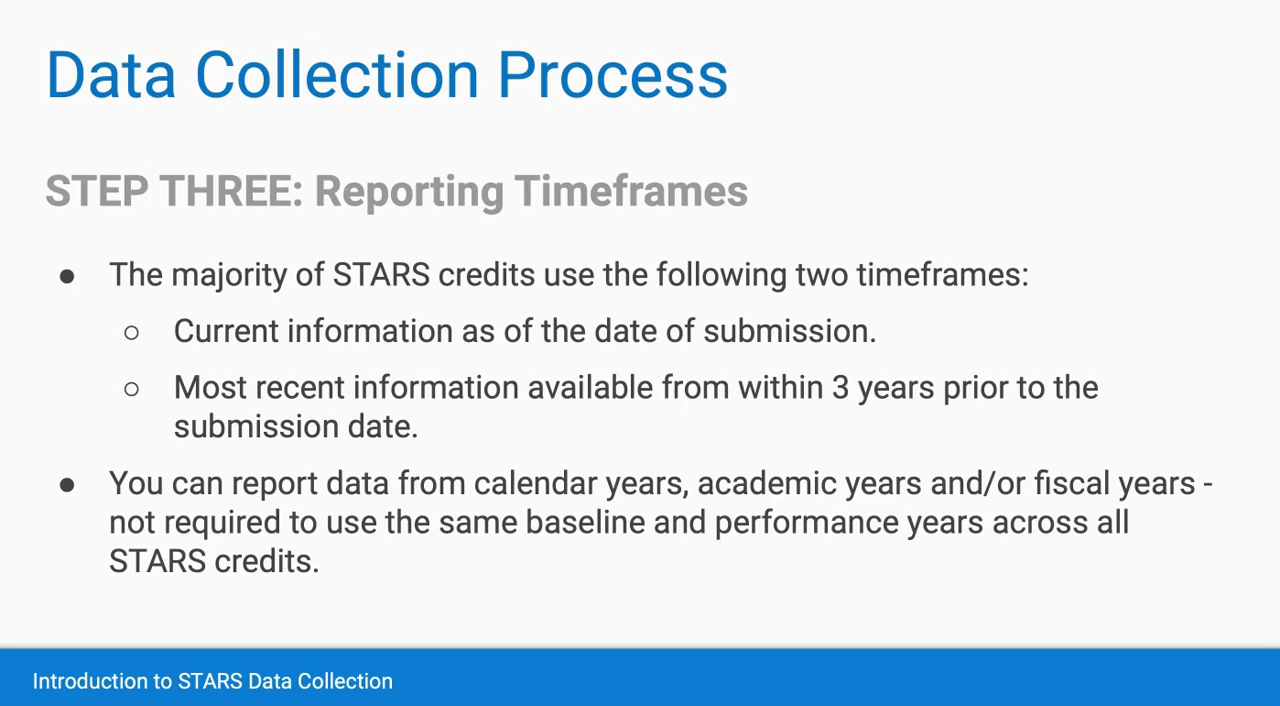 Data Collection Process
STEP THREE: Reporting Timeframes
● The majority of STARS credits use the following two timeframes:
○ Current information as of the date of submission.
○ Most recent information available from within 3 years prior to the
submission date.
● You can report data from calendar years, academic years and/or fiscal years -
not required to use the same baseline and performance years across all
STARS credits.
Introduction to STARS Data Collection